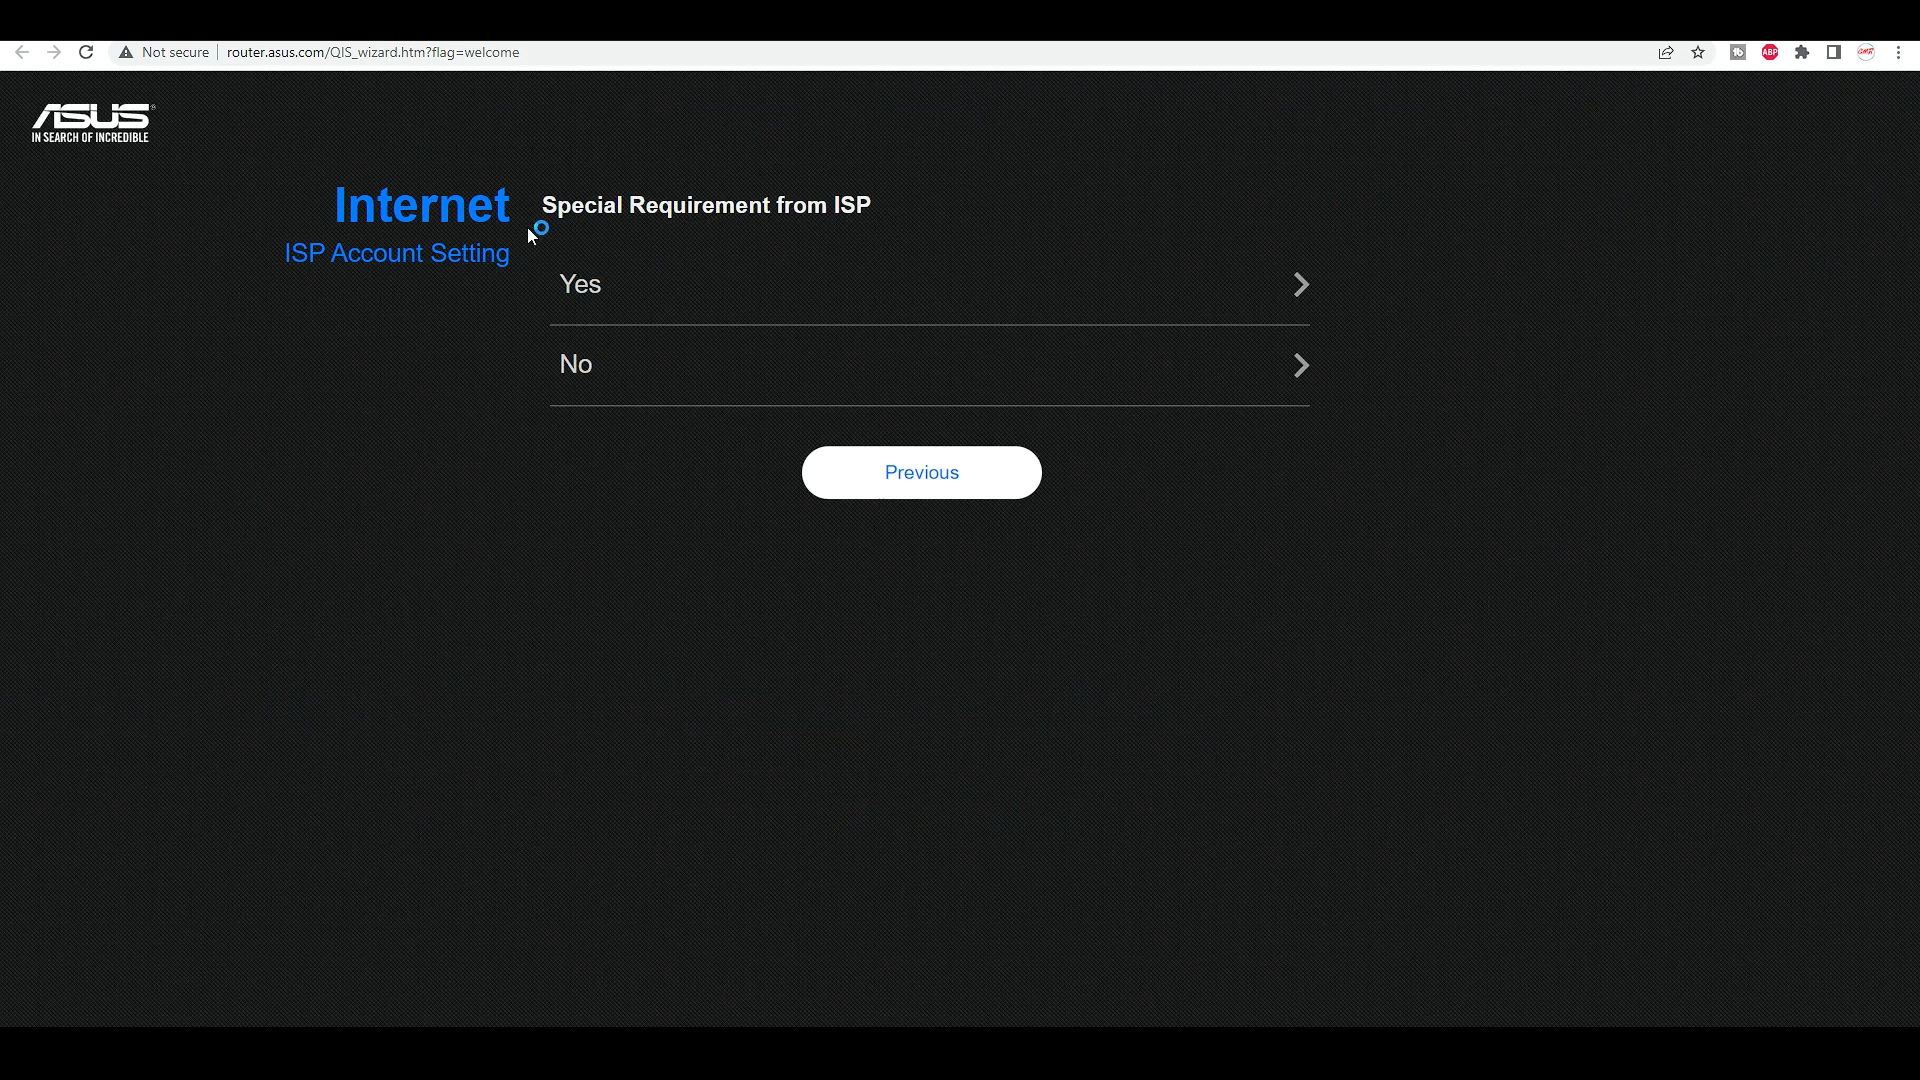 Not secure router.asus.com/QIS_wizard.htm?flag=welcome
ABP
ASUS
IN SEARCH OF INCREDIBLE
Internet
ISP Account Setting
Special Requirement from ISP
Yes
No
Previous